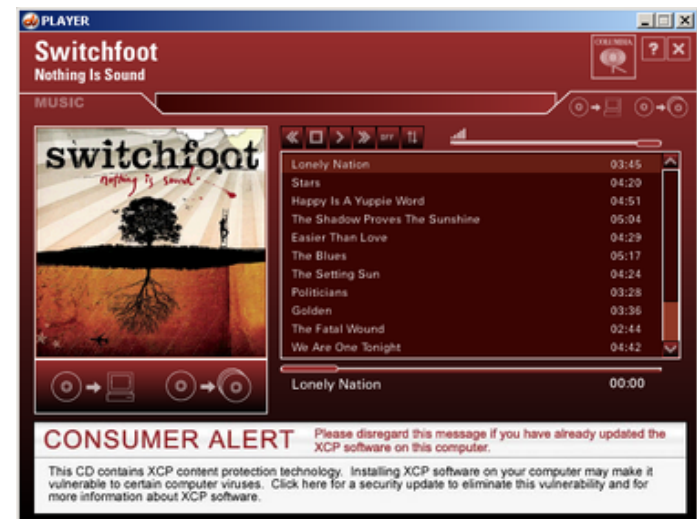 PLAYER
Switchfoot
Nothing Is Sound
COLUMBIA
?
MUSIC
switchfoot
nothing is sound
OFF
Lonely Nation 03:45
Stars 04:20
Happy Is A Yuppie Word 04:51
The Shadow Proves The Sunshine 05:04
Easier Than Love 04:29
The Blues 05:17
The Setting Sun 04:24
Politicians 03:28
Golden 03:36
The Fatal Wound 02:44
We Are One Tonight 04:42
Lonely Nation 00:00
CONSUMER ALERT
Please disregard this message if you have already updated the
XCP software on this computer.
This CD contains XCP content protection technology. Installing XCP software on your computer may make it
vulnerable to certain computer viruses. Click here for a security update to eliminate this vulnerability and for
more information about XCP software.